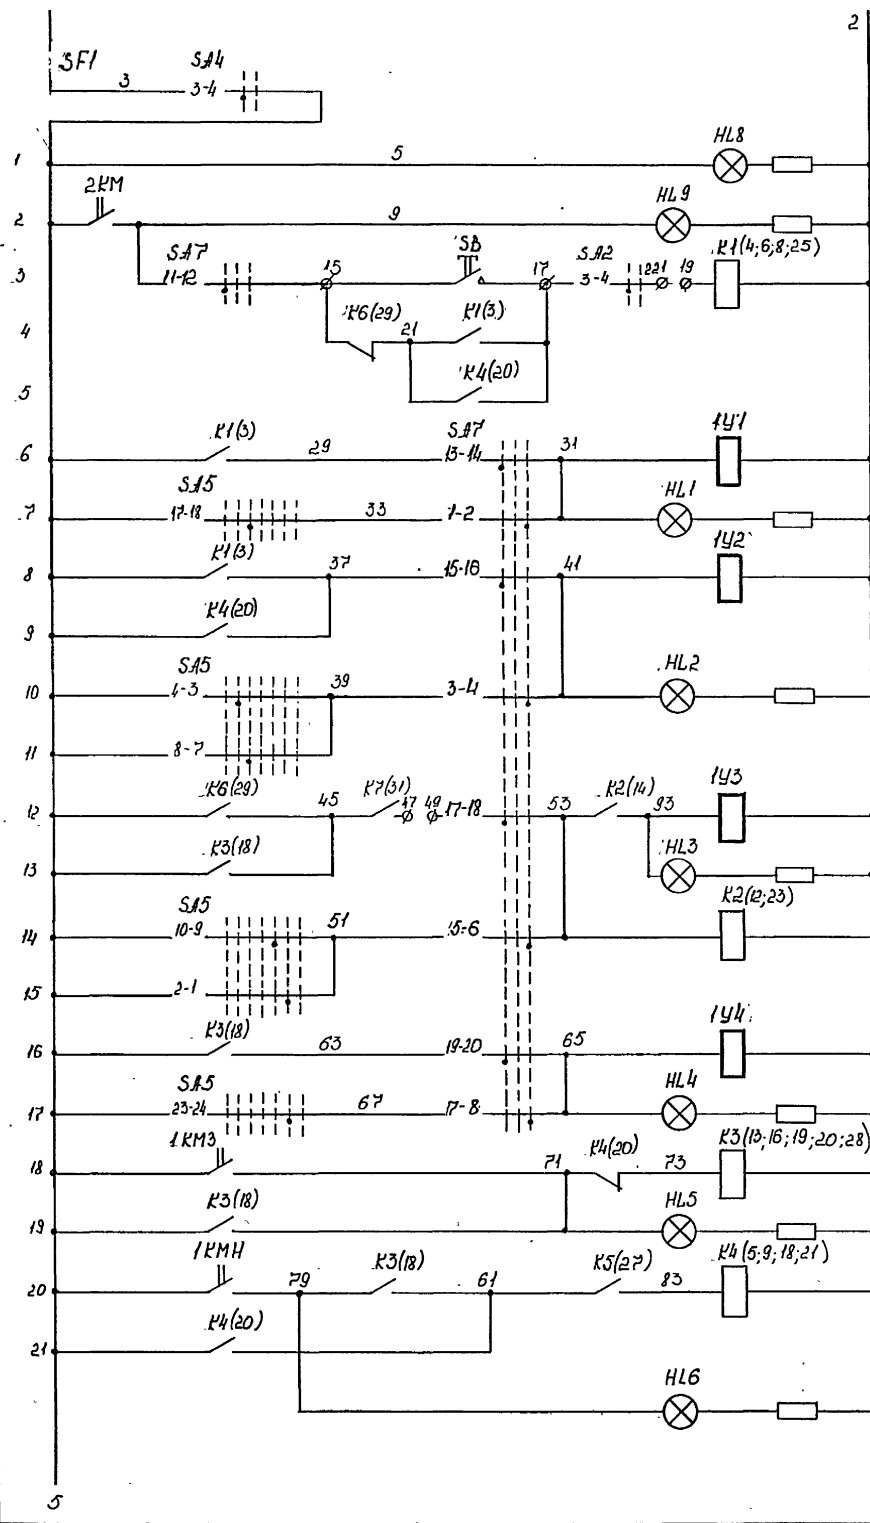 2
SF1
SA4
3
3-4
HL8
1
5
2KM
HL9
2
9
SA7
SB
SA2
K1(4;6;8;25)
3
11-12
15
17
3-4
221
19
4
K6(29)
21
K1(3)
5
K4(20)
K1(3)
SA7
1У1
6
29
13-14
31
SA5
HL1
7
17-18
33
1-2
K1(3)
1У2
8
37
15-16
41
9
K4(20)
SA5
HL2
10
4-3
39
3-4
11
8-7
K6(29)
K7(31)
K2(14)
1У3
12
45
47
49
17-18
53
93
13
K3(18)
HL3
SA5
K2(12;23)
14
10-9
51
15-6
15
2-1
K3(18)
1У4
16
63
19-20
65
SA5
HL4
17
23-24
67
17-8
1KM3
K4(20)
K3(13;16;19;20;28)
18
71
73
K3(18)
HL5
19
1KMH
K3(18)
K5(27)
K4(5;9;18;21)
20
79
61
83
21
K4(20)
HL6
5